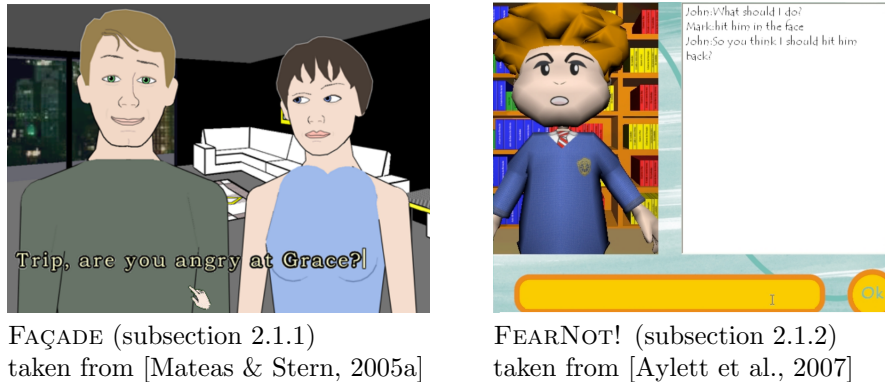 Trip, are you angry at Grace?
FAÇADE (subsection 2.1.1)
taken from [Mateas & Stern, 2005a]
John:What should I do?
Mark:hit him in the face
John:So you think I should hit him
back?
Ok
FEARNOT! (subsection 2.1.2)
taken from [Aylett et al., 2007]